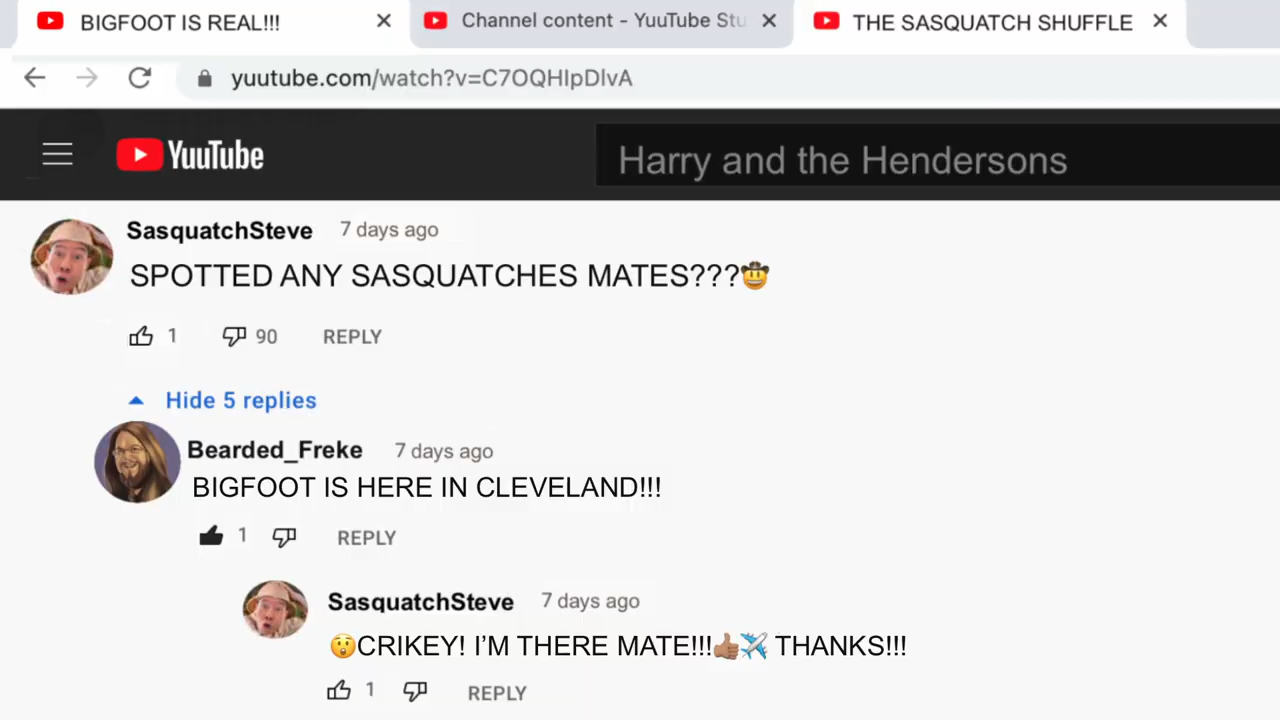 BIGFOOT IS REAL!!!
Channel content - YuuTube Stu
THE SASQUATCH SHUFFLE
yuutube.com/watch?v=C7OQHIpDlvA
YuuTube
Harry and the Hendersons
SasquatchSteve 7 days ago
SPOTTED ANY SASQUATCHES MATES???🤠
1 90 REPLY
Hide 5 replies
Bearded_Freke 7 days ago
BIGFOOT IS HERE IN CLEVELAND!!!
1 REPLY
SasquatchSteve 7 days ago
😲CRIKEY! I’M THERE MATE!!!👍🏽✈️ THANKS!!!
1 REPLY